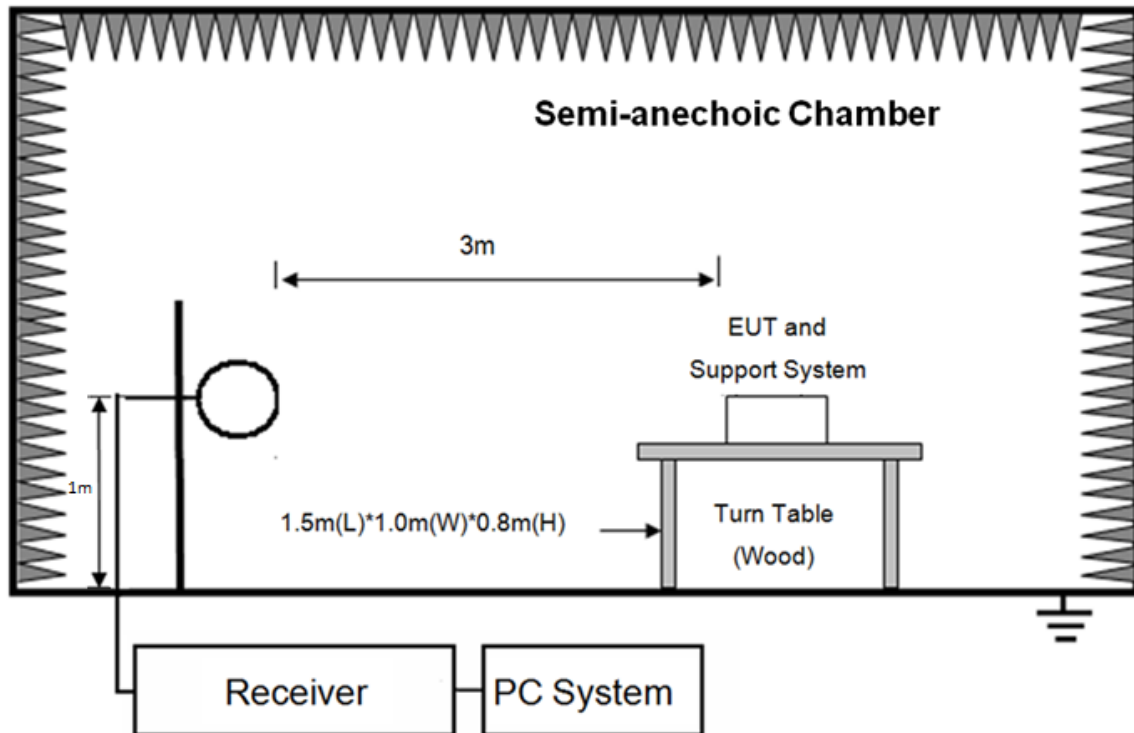 Semi-anechoic Chamber
3m
EUT and
Support System
1m
1.5m(L)*1.0m(W)*0.8m(H)
Turn Table
(Wood)
Receiver
PC System